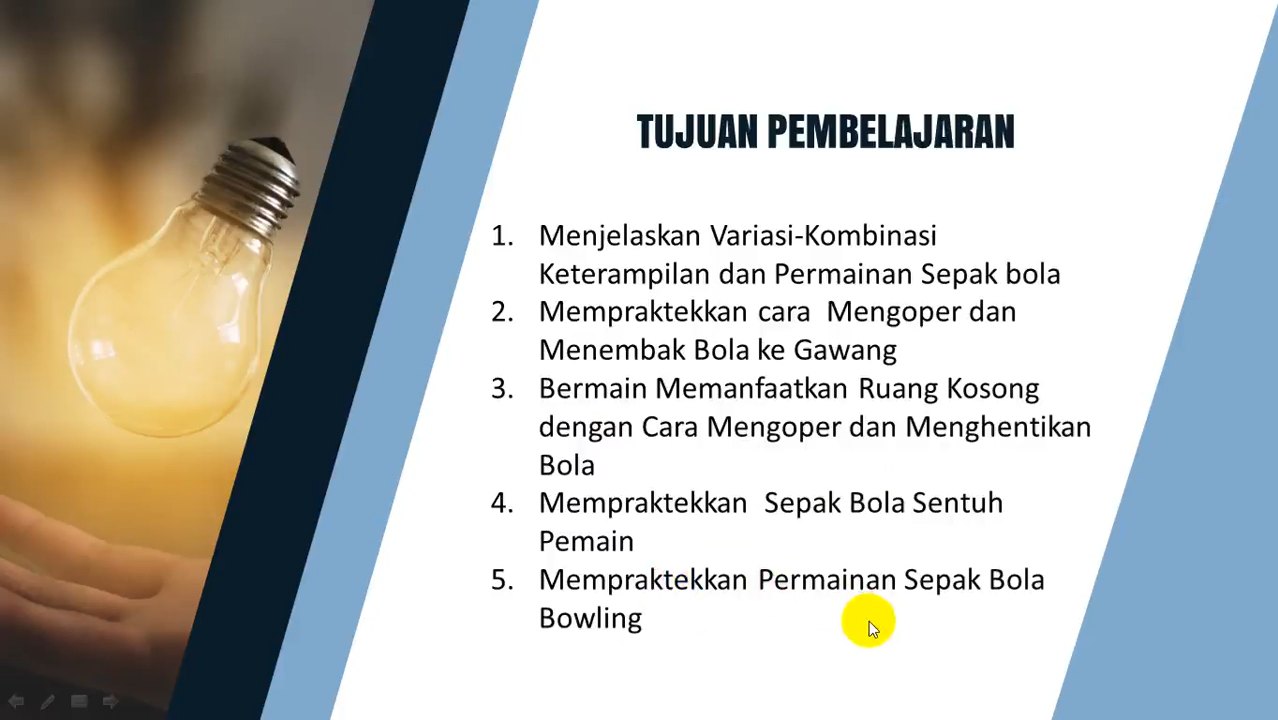 TUJUAN PEMBELAJARAN
1. Menjelaskan Variasi-Kombinasi
Keterampilan dan Permainan Sepak bola
2. Mempraktekkan cara  Mengoper dan
Menembak Bola ke Gawang
3. Bermain Memanfaatkan Ruang Kosong
dengan Cara Mengoper dan Menghentikan
Bola
4. Mempraktekkan  Sepak Bola Sentuh
Pemain
5. Mempraktekkan Permainan Sepak Bola
Bowling